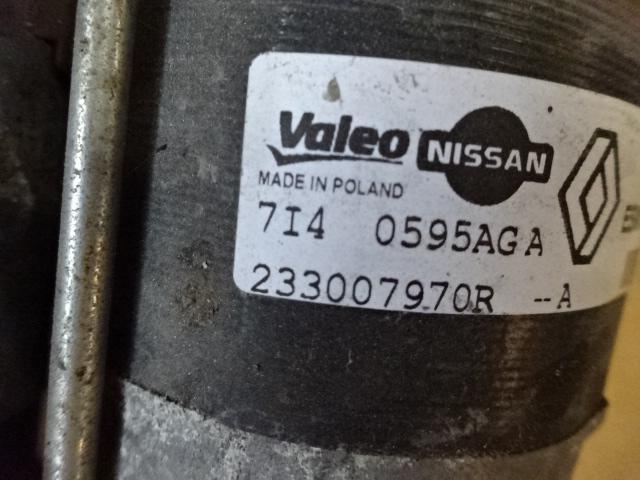 Valeo NISSAN
MADE IN POLAND
7I4 0595AGA
233007970R --A